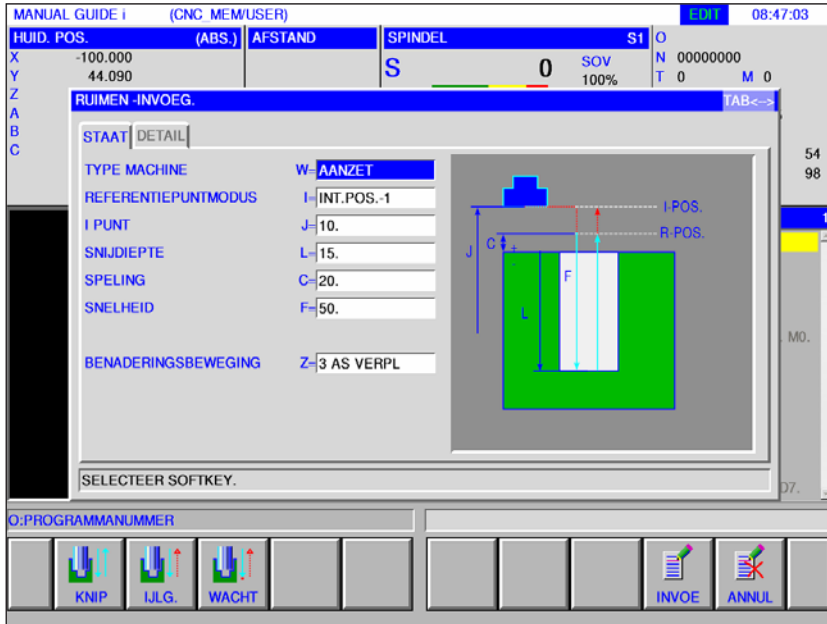 MANUAL GUIDE i (CNC_MEM/USER) EDIT 08:47:03
HUID. POS. (ABS.) AFSTAND SPINDEL S1 O
X -100.000 S 0 SOV N 00000000
Y 44.090 100% T 0 M 0
Z
A
B
C
54
98
RUIMEN -INVOEG. TAB<-->
STAAT DETAIL
TYPE MACHINE W=AANZET
REFERENTIEPUNTMODUS I=INT.POS.-1
I PUNT J=10.
SNIJDIEPTE L=15.
SPELING C=20.
SNELHEID F=50.
BENADERINGSBEWEGING Z=3 AS VERPL
I-POS.
R-POS.
J C + -
F
L
1
M0.
D7.
SELECTEER SOFTKEY.
O:PROGRAMMANUMMER
KNIP IJLG. WACHT INVOE ANNUL